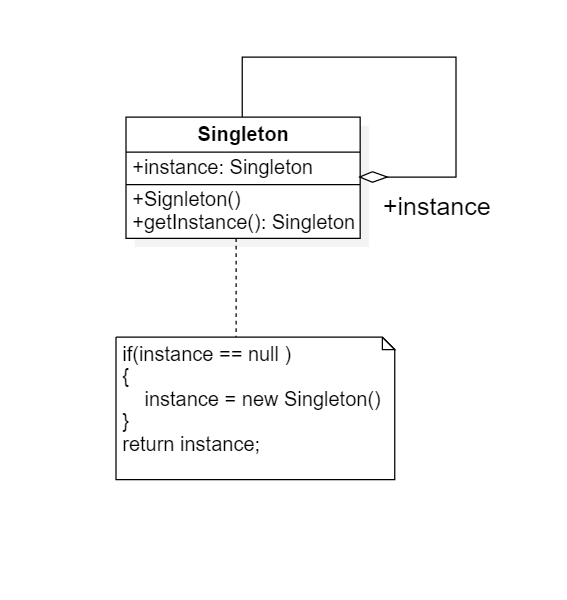 Singleton
+instance: Singleton
+Signleton()
+getInstance(): Singleton
+instance
if(instance == null )
{
instance = new Singleton()
}
return instance;